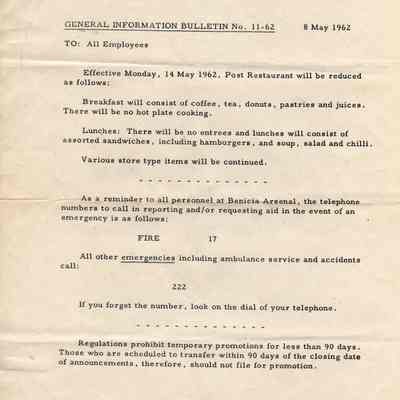 GENERAL INFORMATION BULLETIN No. 11-62 8 May 1962
TO: All Employees
Effective Monday, 14 May 1962, Post Restaurant will be reduced
as follows:
Breakfast will consist of coffee, tea, donuts, pastries and juices.
There will be no hot plate cooking.
Lunches: There will be no entrees and lunches will consist of
assorted sandwiches, including hamborgers, and soup, salad and chilli.
Various store type items will be continued.
- - - - - - - - - - - - - -
As a reminder to all personnel at Benicia Arsenal, the telephone
numbers to call in reporting and/or requesting aid in the event of an
emergency is as follows:
FIRE 17
All other emergencies including ambulance service and accidents
call:
222
If you forget the number, look on the dial of your telephone.
- - - - - - - - - - - - - -
Regulations prohibit temporary promotions for less than 90 days.
Those who are scheduled to transfer within 90 days of the closing date
of announcements, therefore, should not file for promotion.